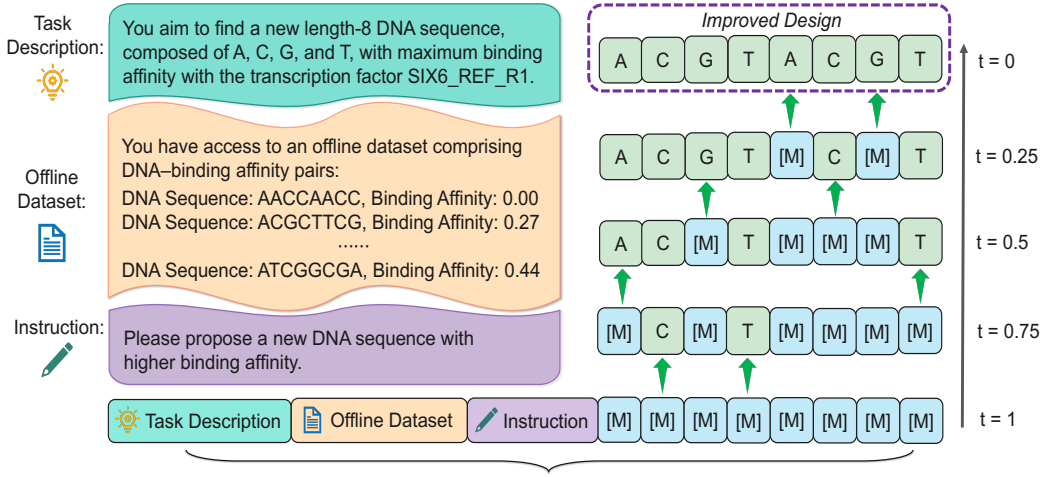 Task
Description:
You aim to find a new length-8 DNA sequence,
composed of A, C, G, and T, with maximum binding
affinity with the transcription factor SIX6_REF_R1.
Offline
Dataset:
You have access to an offline dataset comprising
DNA–binding affinity pairs:
DNA Sequence: AACCAACC, Binding Affinity: 0.00
DNA Sequence: ACGCTTCG, Binding Affinity: 0.27
......
DNA Sequence: ATCGGCGA, Binding Affinity: 0.44
Instruction:
Please propose a new DNA sequence with
higher binding affinity.
Improved Design
A C G T A C G T t = 0
A C G T [M] C [M] T t = 0.25
A C [M] T [M] [M] [M] T t = 0.5
[M] C [M] T [M] [M] [M] [M] t = 0.75
Task Description Offline Dataset Instruction [M] [M] [M] [M] [M] [M] [M] [M] t = 1